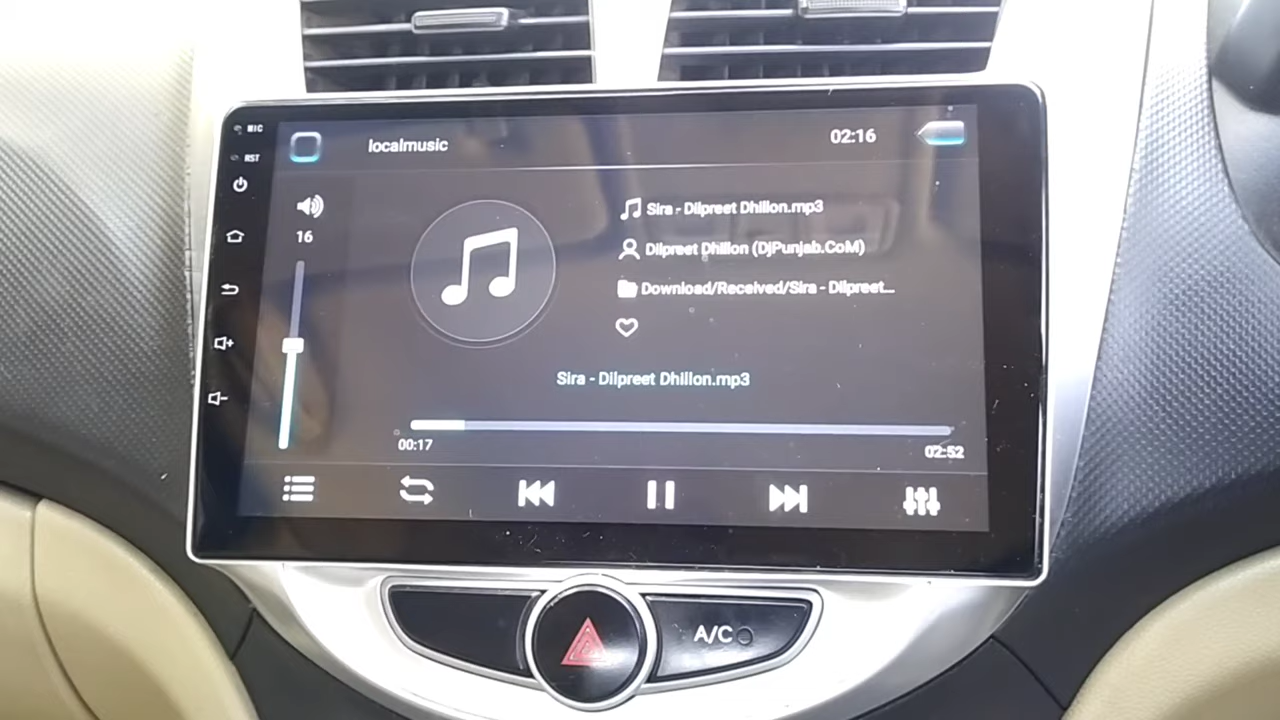 MIC
RST
localmusic
02:16
16
Sira - Dilpreet Dhillon.mp3
Dilpreet Dhillon (DjPunjab.CoM)
Download/Received/Sira - Dilpreet...
Sira - Dilpreet Dhillon.mp3
00:17
02:52
A/C